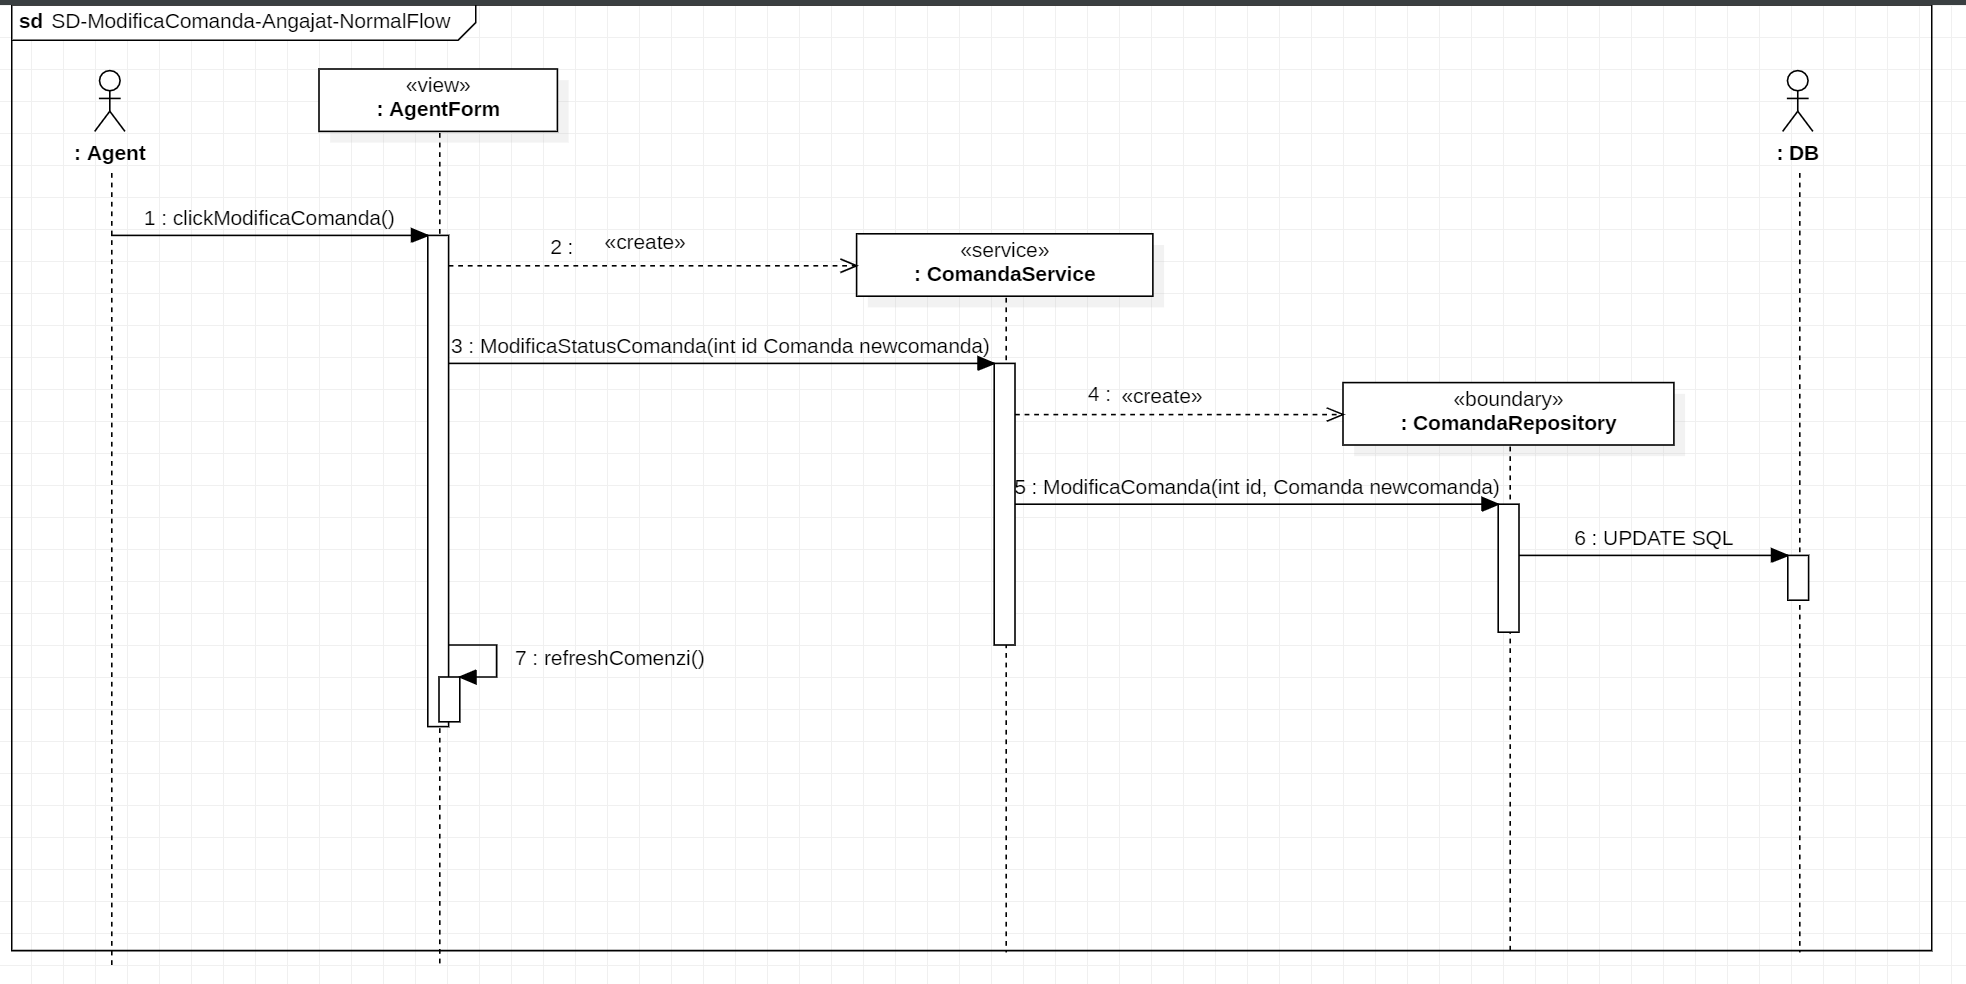 sd SD-ModificaComanda-Angajat-NormalFlow
«view»
: AgentForm
: Agent
: DB
1 : clickModificaComanda()
2 : «create»
«service»
: ComandaService
3 : ModificaStatusComanda(int id Comanda newcomanda)
4 : «create»
«boundary»
: ComandaRepository
5 : ModificaComanda(int id, Comanda newcomanda)
6 : UPDATE SQL
7 : refreshComenzi()